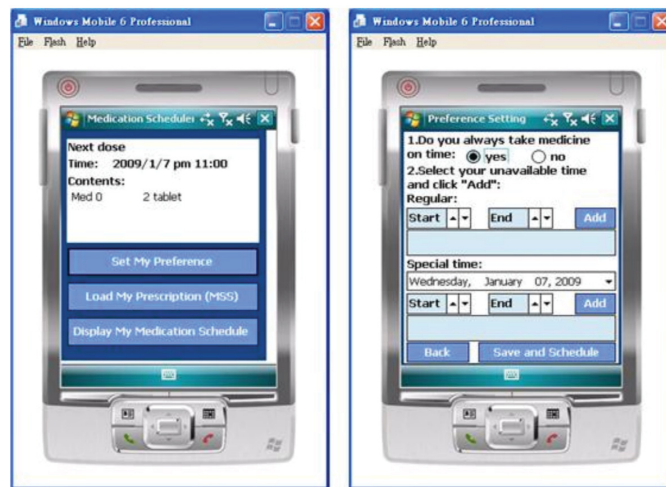 Windows Mobile 6 Professional
File Flash Help
Medication Scheduler
Next dose
Time: 2009/1/7 pm 11:00
Contents:
Med 0 2 tablet
Set My Preference
Load My Prescription (MSS)
Display My Medication Schedule
Windows Mobile 6 Professional
File Flash Help
Preference Setting
1.Do you always take medicine
on time: yes no
2.Select your unavailable time
and click "Add":
Regular:
Start End Add
Special time:
Wednesday, January 07, 2009
Start End Add
Back Save and Schedule